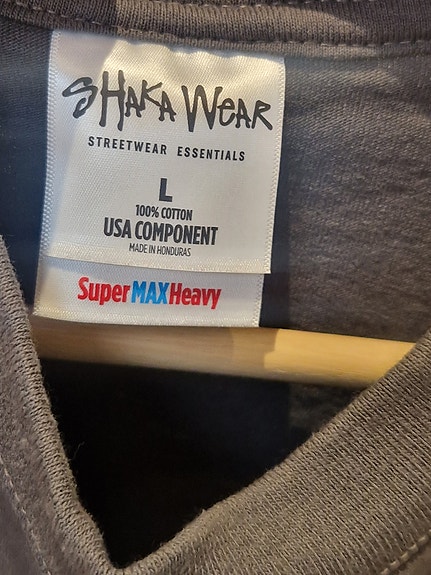 SHAKA WEAR
STREETWEAR ESSENTIALS
L
100% COTTON
USA COMPONENT
MADE IN HONDURAS
SuperMAXHeavy